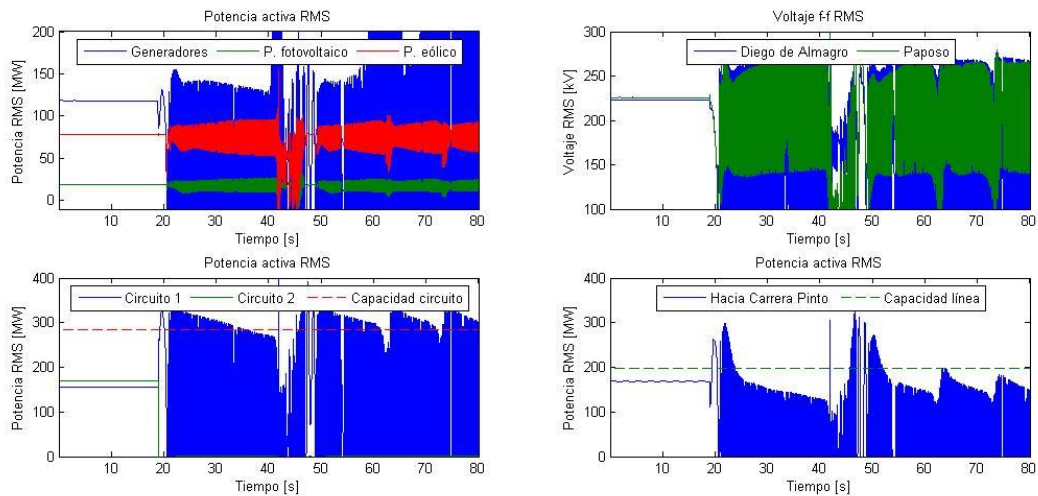 Potencia activa RMS
Generadores P. fotovoltaico P. eólico
Potencia RMS [MW]
200
150
100
50
0
10 20 30 40 50 60 70 80
Tiempo [s]
Voltaje f-f RMS
Diego de Almagro Paposo
Voltaje RMS [kV]
300
250
200
150
100
10 20 30 40 50 60 70 80
Tiempo [s]
Potencia activa RMS
Circuito 1 Circuito 2 Capacidad circuito
Potencia RMS [MW]
400
300
200
100
0
10 20 30 40 50 60 70 80
Tiempo [s]
Potencia activa RMS
Hacia Carrera Pinto Capacidad línea
Potencia RMS [MW]
400
300
200
100
0
10 20 30 40 50 60 70 80
Tiempo [s]